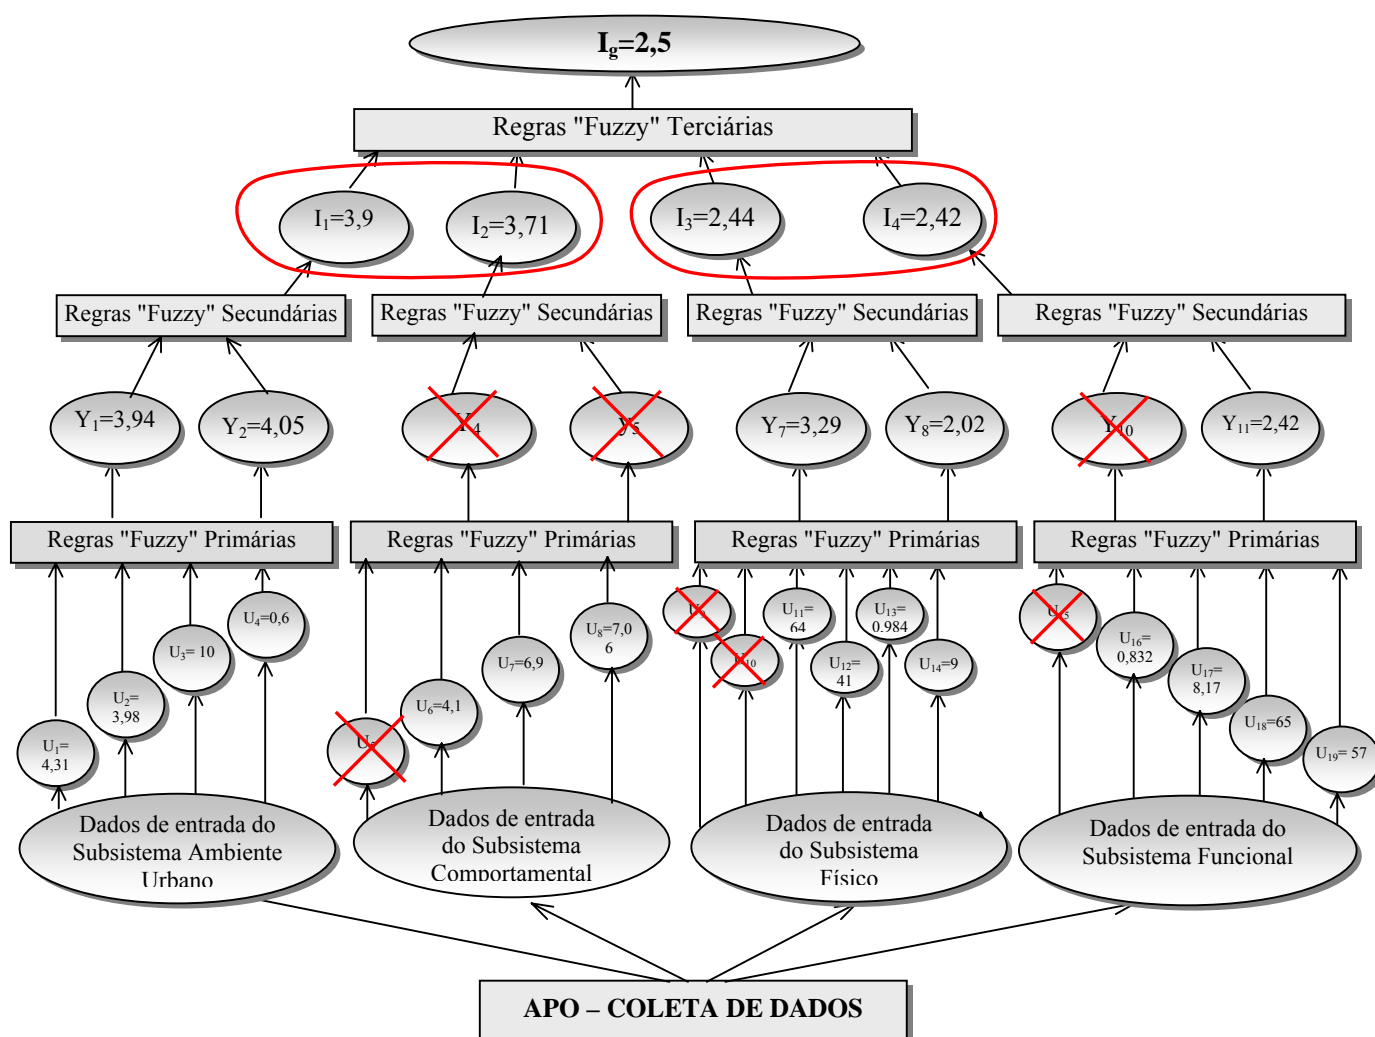 I₉=2,5
Regras "Fuzzy" Terciárias
I₁=3,9
I₂=3,71
I₃=2,44
I₄=2,42
Regras "Fuzzy" Secundárias
Regras "Fuzzy" Secundárias
Regras "Fuzzy" Secundárias
Regras "Fuzzy" Secundárias
Y₁=3,94
Y₂=4,05
Y₄
y₅
Y₇=3,29
Y₈=2,02
Y₁₀
Y₁₁=2,42
Regras "Fuzzy" Primárias
Regras "Fuzzy" Primárias
Regras "Fuzzy" Primárias
Regras "Fuzzy" Primárias
U₁=
4,31
U₂=
3,98
U₃= 10
U₄=0,6
U₆=4,1
U₇=6,9
U₈=7,0
6
U₁₀
U₁₁=
64
U₁₂=
41
U₁₃=
0.984
U₁₄=9
U₁₅
U₁₆=
0,832
U₁₇=
8,17
U₁₈=65
U₁₉= 57
Dados de entrada do
Subsistema Ambiente
Urbano
Dados de entrada
do Subsistema
Comportamental
Dados de entrada
do Subsistema
Físico
Dados de entrada do
Subsistema Funcional
APO – COLETA DE DADOS